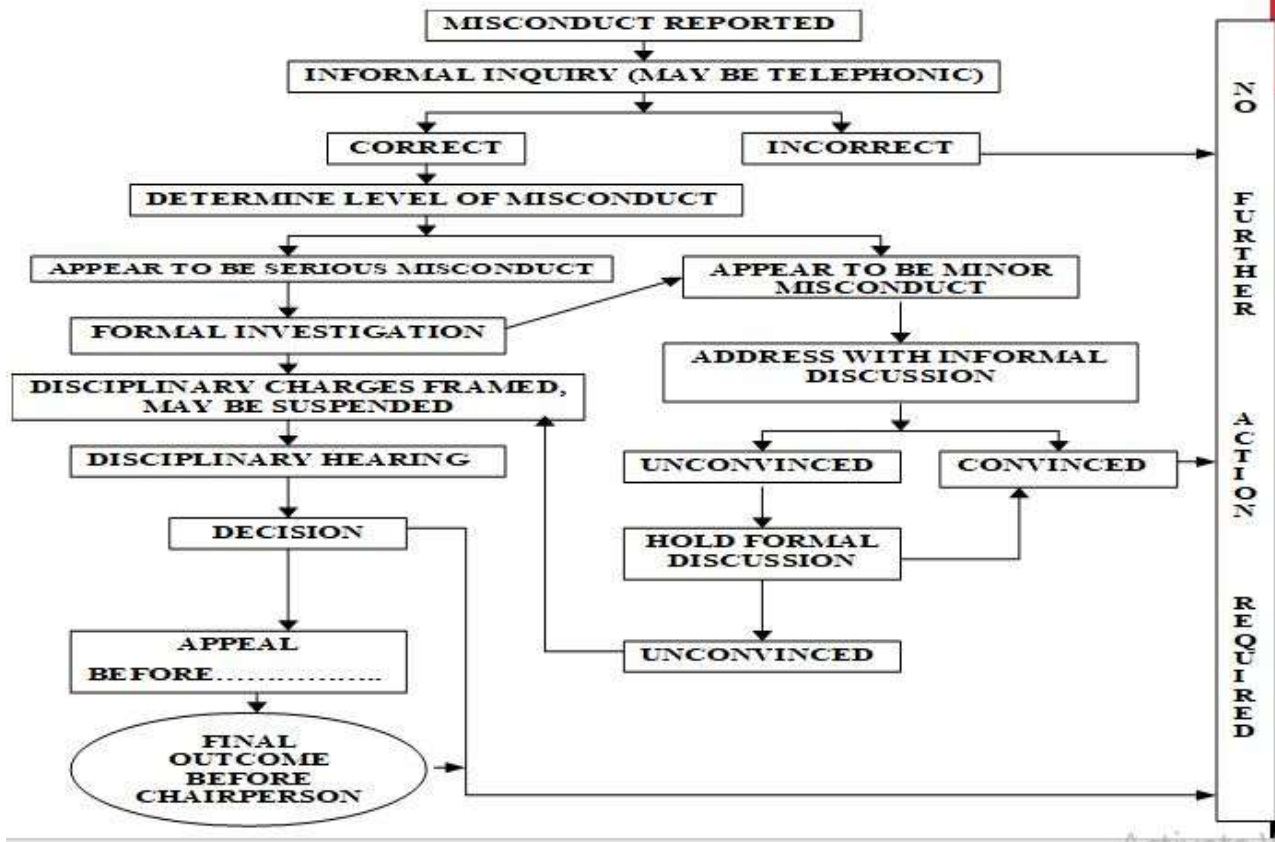 MISCONDUCT REPORTED
INFORMAL INQUIRY (MAY BE TELEPHONIC)
CORRECT
INCORRECT
DETERMINE LEVEL OF MISCONDUCT
APPEAR TO BE SERIOUS MISCONDUCT
APPEAR TO BE MINOR
MISCONDUCT
FORMAL INVESTIGATION
ADDRESS WITH INFORMAL
DISCUSSION
DISCIPLINARY CHARGES FRAMED,
MAY BE SUSPENDED
DISCIPLINARY HEARING
UNCONVINCED
CONVINCED
DECISION
HOLD FORMAL
DISCUSSION
APPEAL
BEFORE.................
UNCONVINCED
FINAL
OUTCOME
BEFORE
CHAIRPERSON
NO FURTHER ACTION REQUIRED